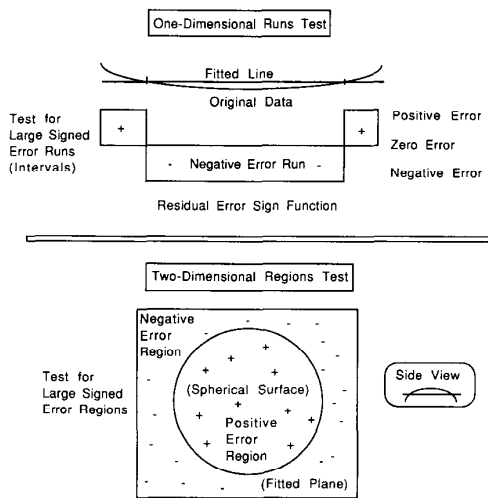 One-Dimensional Runs Test
Fitted Line
Original Data
Test for
Large Signed
Error Runs
(Intervals)
+
- Negative Error Run -
+
Positive Error
Zero Error
Negative Error
Residual Error Sign Function
Two-Dimensional Regions Test
Negative
Error
Region
Test for
Large Signed
Error Regions
(Spherical Surface)
Positive
Error
Region
(Fitted Plane)
Side View